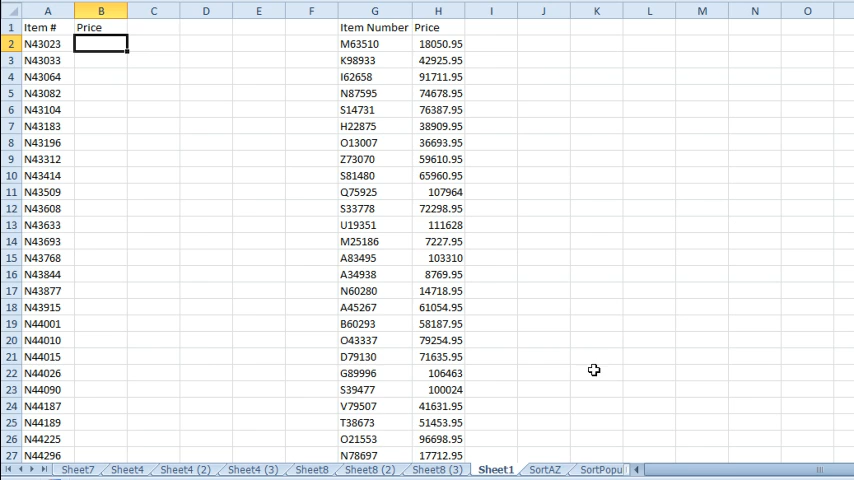 A B C D E F G H I J K L M N O
1 Item # Price Item Number Price
2 N43023 M63510 18050.95
3 N43033 K98933 42925.95
4 N43064 I62658 91711.95
5 N43082 N87595 74678.95
6 N43104 S14731 76387.95
7 N43183 H22875 38909.95
8 N43196 O13007 36693.95
9 N43312 Z73070 59610.95
10 N43414 S81480 65960.95
11 N43509 Q75925 107964
12 N43608 S33778 72298.95
13 N43633 U19351 111628
14 N43693 M25186 7227.95
15 N43768 A83495 103310
16 N43844 A34938 8769.95
17 N43877 N60280 14718.95
18 N43915 A45267 61054.95
19 N44001 B60293 58187.95
20 N44010 O43337 79254.95
21 N44015 D79130 71635.95
22 N44026 G89996 106463
23 N44090 S39477 100024
24 N44187 V79507 41631.95
25 N44189 T38673 51453.95
26 N44225 O21553 96698.95
27 N44296 N78697 17712.95
Sheet7 Sheet4 Sheet4 (2) Sheet4 (3) Sheet8 Sheet8 (2) Sheet8 (3) Sheet1 SortAZ SortPopu